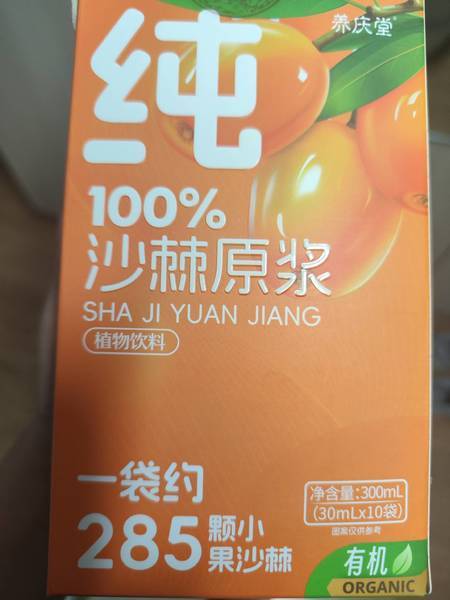 养庆堂®
纯
100%
沙棘原浆
SHA JI YUAN JIANG
植物饮料
一袋约
285颗小果沙棘
净含量:300mL
(30mLx10袋)
图案仅供参考
有机
ORGANIC